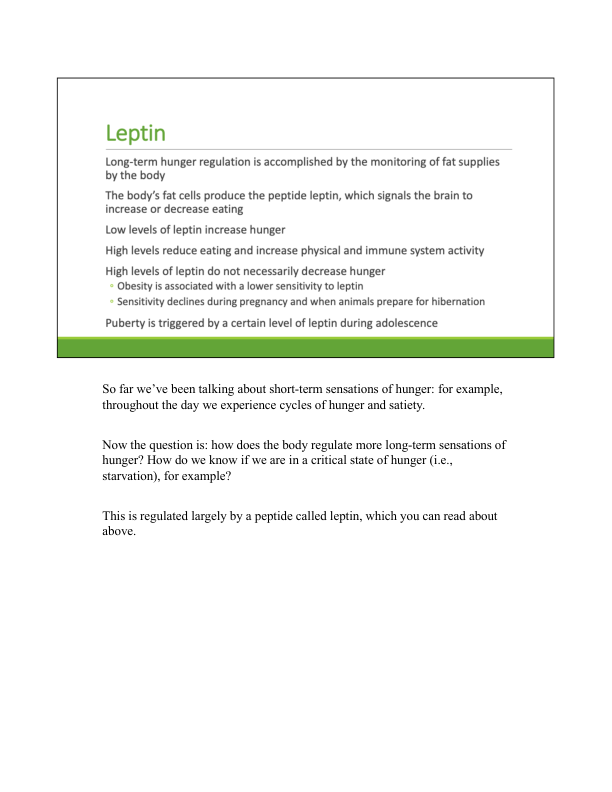 Leptin
Long-term hunger regulation is accomplished by the monitoring of fat supplies
by the body
The body's fat cells produce the peptide leptin, which signals the brain to
increase or decrease eating
Low levels of leptin increase hunger
High levels reduce eating and increase physical and immune system activity
High levels of leptin do not necessarily decrease hunger
• Obesity is associated with a lower sensitivity to leptin
• Sensitivity declines during pregnancy and when animals prepare for hibernation
Puberty is triggered by a certain level of leptin during adolescence
So far we've been talking about short-term sensations of hunger: for example,
throughout the day we experience cycles of hunger and satiety.
Now the question is: how does the body regulate more long-term sensations of
hunger? How do we know if we are in a critical state of hunger (i.e.,
starvation), for example?
This is regulated largely by a peptide called leptin, which you can read about
above.